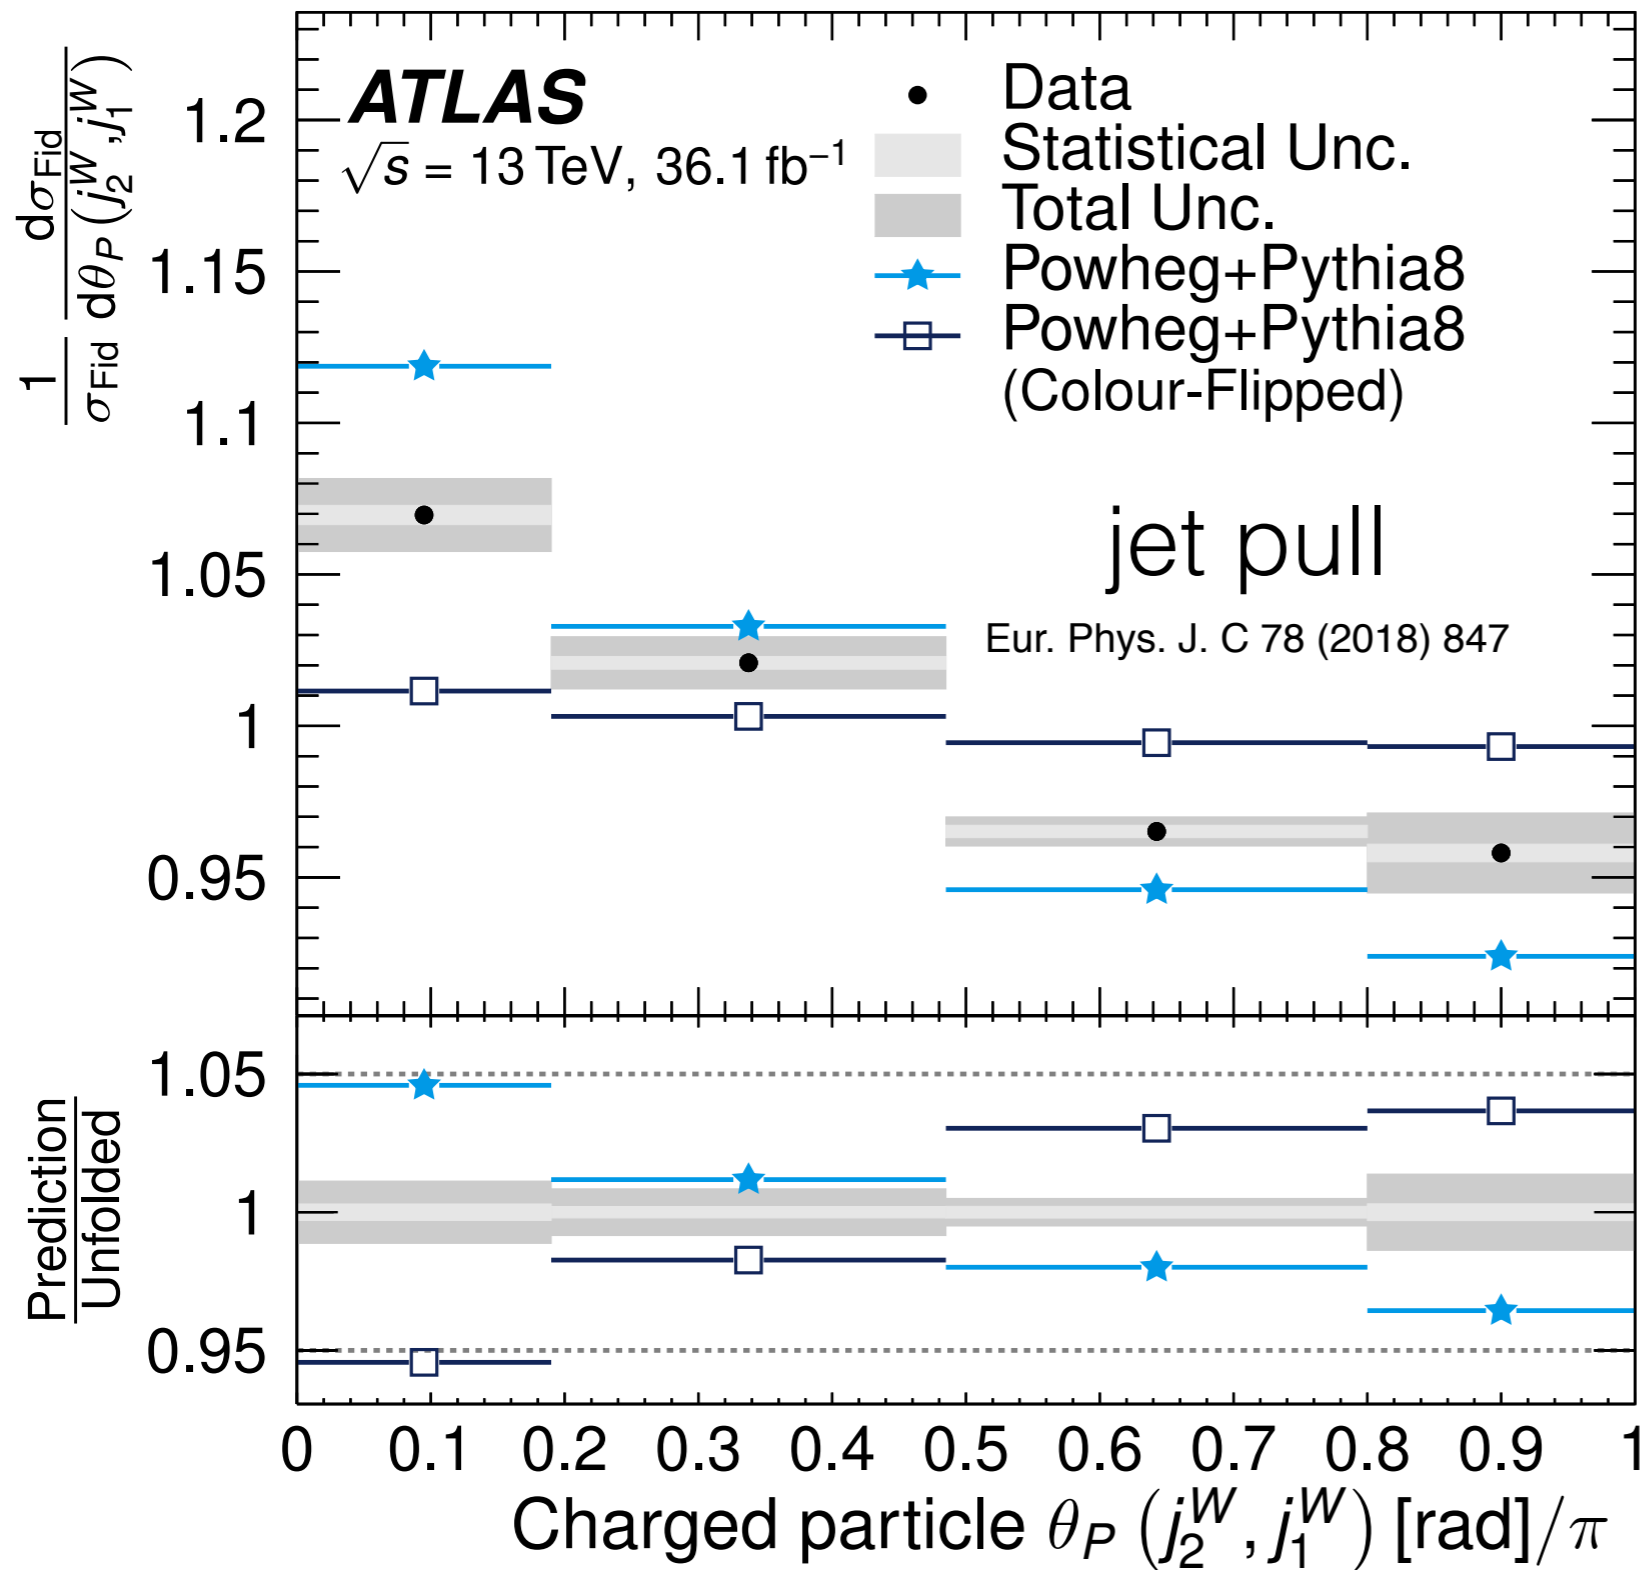 ATLAS
√s = 13 TeV, 36.1 fb⁻¹
Data
Statistical Unc.
Total Unc.
Powheg+Pythia8
Powheg+Pythia8
(Colour-Flipped)
jet pull
Eur. Phys. J. C 78 (2018) 847
1/σ_Fid dσ_Fid/dθ_P (j_2^W, j_1^W)
1.2
1.15
1.1
1.05
1
0.95
Prediction
Unfolded
1.05
1
0.95
0 0.1 0.2 0.3 0.4 0.5 0.6 0.7 0.8 0.9 1
Charged particle θ_P (j_2^W, j_1^W) [rad]/π